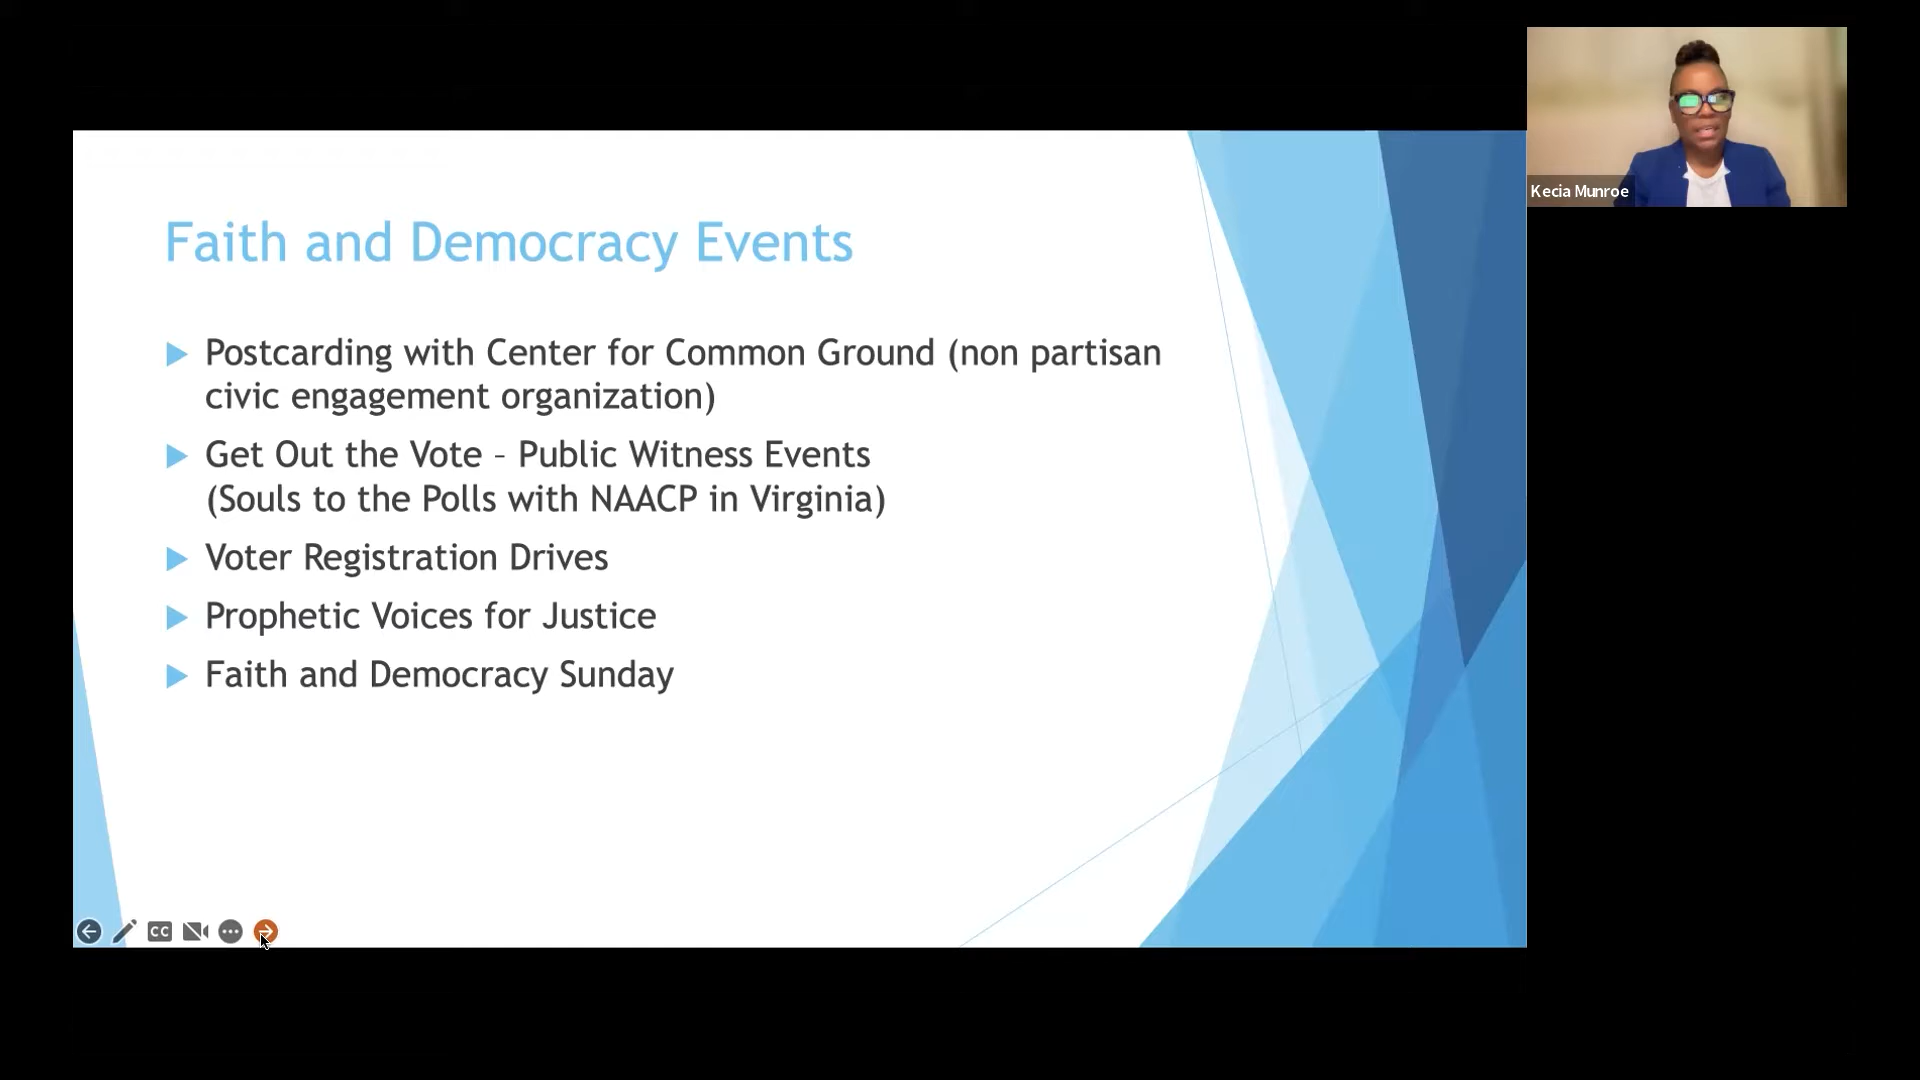 Faith and Democracy Events
Postcarding with Center for Common Ground (non partisan
civic engagement organization)
Get Out the Vote – Public Witness Events
(Souls to the Polls with NAACP in Virginia)
Voter Registration Drives
Prophetic Voices for Justice
Faith and Democracy Sunday
CC
Kecia Munroe